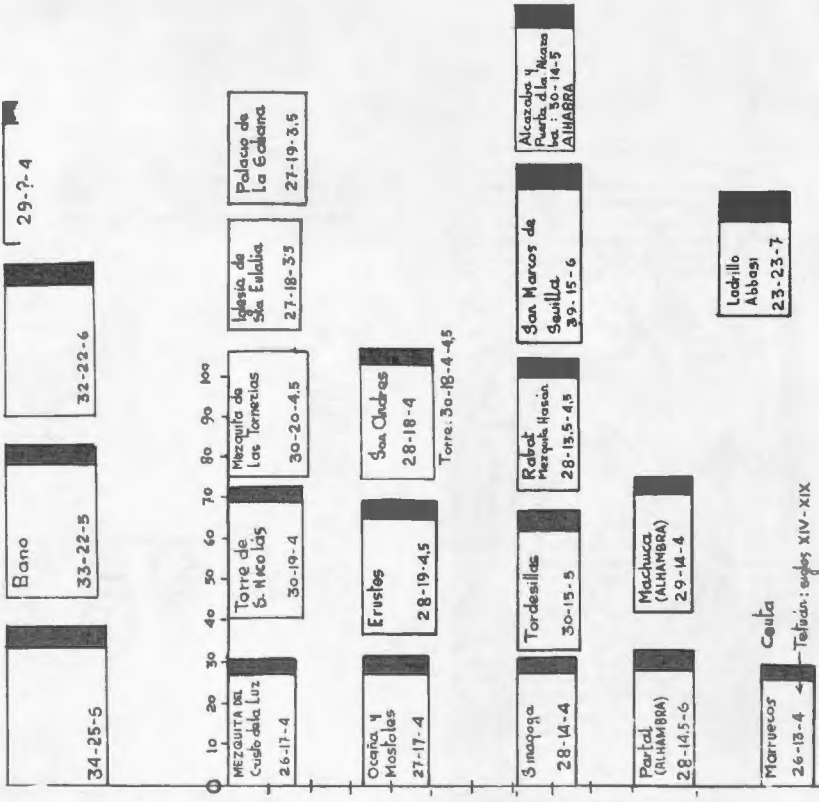 34-25-5
Bano
33-22-5
32-22-6
29-?-4
0
10
20
30
40
50
60
70
80
90
100
MEZQUITA DEL
Cristo de la Luz
26-17-4
Torre de
S. Nicolás
30-19-4
Mezquita de
Las Tornerias
30-20-4,5
Iglesia de
Sta Eulalia
27-18-3,5
Palacio de
La Galiana
27-19-3,5
Ocaña y
Mostoles
27-17-4
Erustes
28-19-4,5
San Andres
28-18-4
Torre: 30-18-4-4,5
Sinagoga
28-14-4
Tordesillas
30-15-5
Rabat
Mezquita Hasán
28-13,5-4,5
San Marcos de
Sevilla
39-15-6
Alcazaba y
Puerta d la Alcaza
ba: 30-14-5
AlHABRA
Partal
(ALHAMBRA)
28-14,5-6
Machuca
(ALHAMBRA)
29-14-4
Marruecos
26-13-4
Ceuta
Tetuán: siglos XIV-XIX
Ladrillo
Abbasi
23-23-7